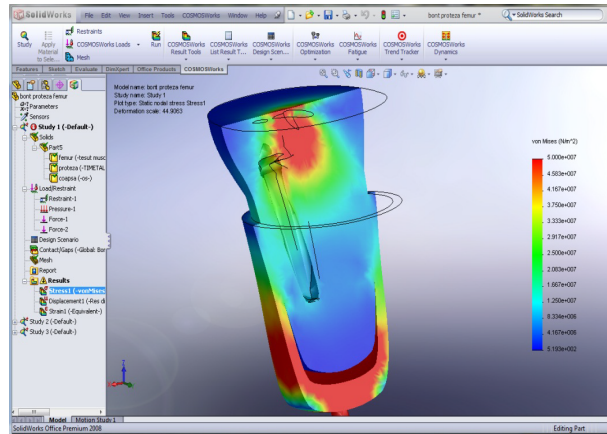 SolidWorks File Edit View Insert Tools COSMOSWorks Window Help bont proteza femur * SolidWorks Search
Study Apply Material to Sele... Restraints COSMOSWorks Loads Mesh Run COSMOSWorks Result Tools COSMOSWorks List Result T... COSMOSWorks Design Scen... COSMOSWorks Optimization COSMOSWorks Fatigue COSMOSWorks Trend Tracker COSMOSWorks Dynamics
Features Sketch Evaluate DimXpert Office Products COSMOSWorks
bont proteza femur
Parameters
Sensors
Study 1 (-Default-)
Solids
Part5
femur (-tesut musc
proteza (-TIMETAL
coapsa (-os-)
Load/Restraint
Restraint-1
Pressure-1
Force-1
Force-2
Design Scenario
Contact/Gaps (-Global: Bon
Mesh
Report
Results
Stress1 (-vonMises
Displacement1 (-Res di
Strain1 (-Equivalent-)
Study 2 (-Default-)
Study 3 (-Default-)
Model name: bont proteza femur
Study name: Study 1
Plot type: Static nodal stress Stress1
Deformation scale: 44.9063
von Mises (N/m^2)
5.000e+007
4.583e+007
4.167e+007
3.750e+007
3.333e+007
2.917e+007
2.500e+007
2.083e+007
1.667e+007
1.250e+007
8.334e+006
4.167e+006
5.193e+002
Model Motion Study 1
SolidWorks Office Premium 2008 Editing Part